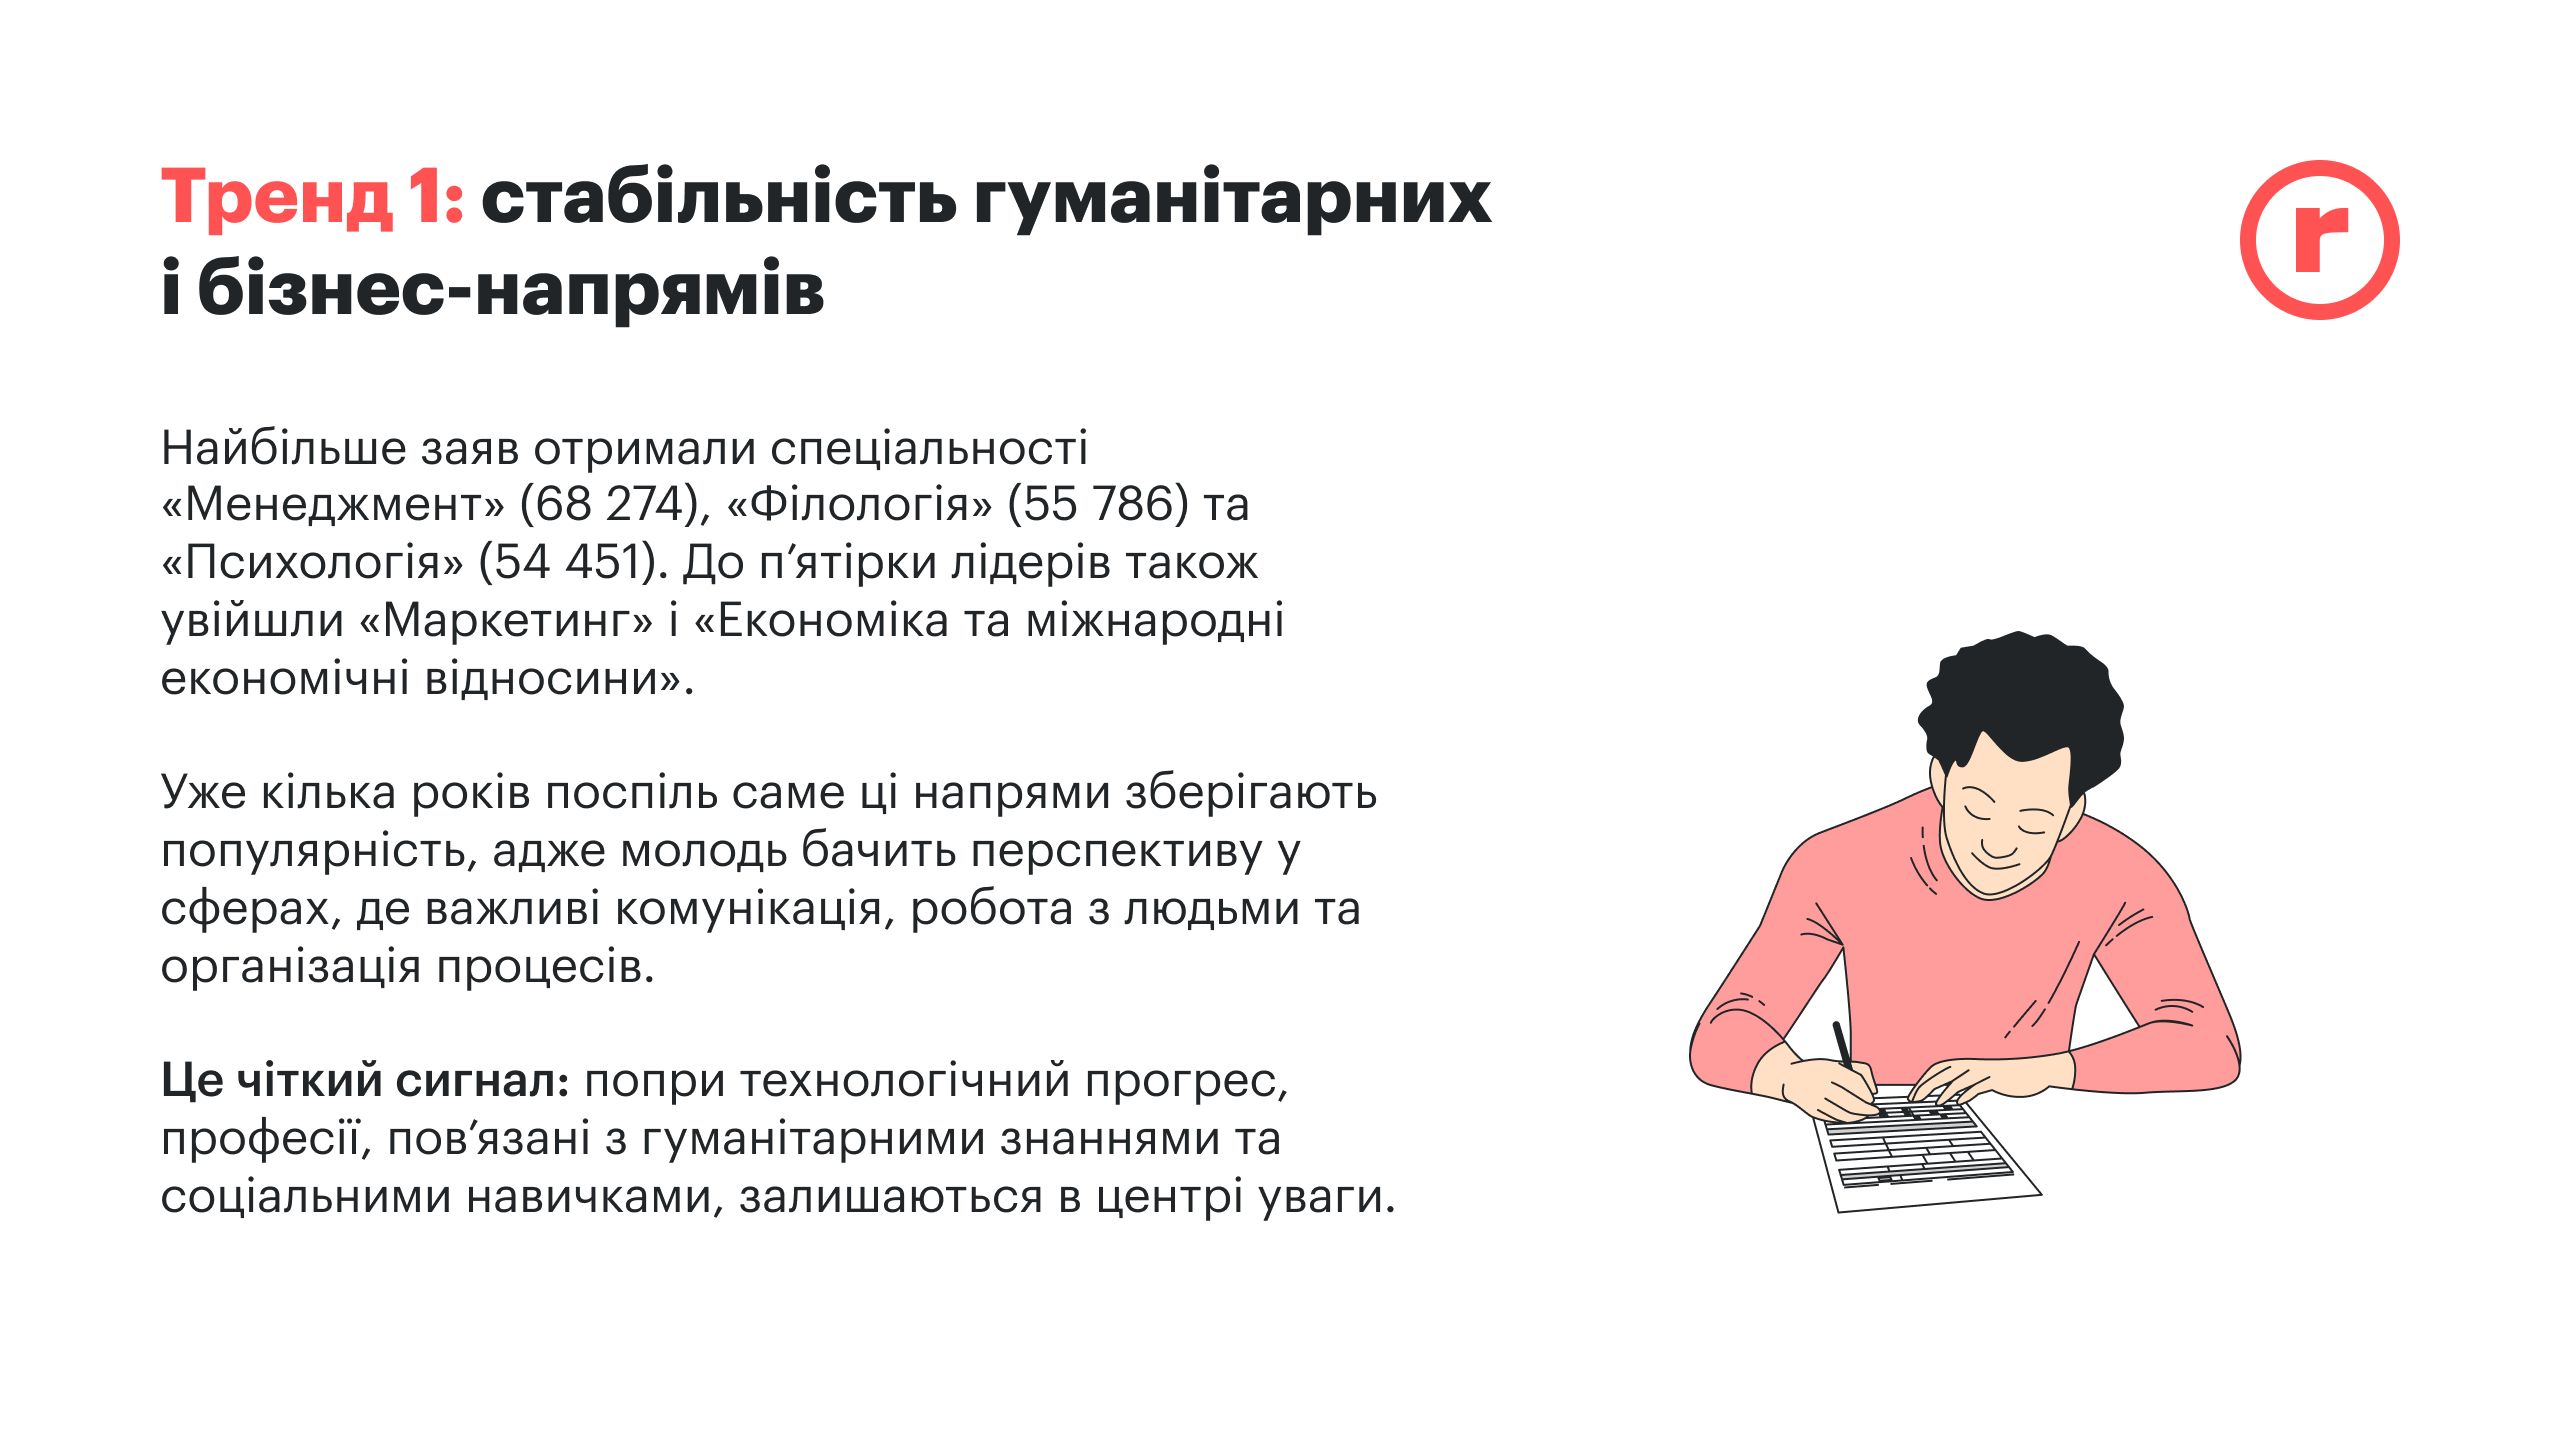 Тренд 1: стабільність гуманітарних
і бізнес-напрямів
r
Найбільше заяв отримали спеціальності
«Менеджмент» (68 274), «Філологія» (55 786) та
«Психологія» (54 451). До п’ятірки лідерів також
увійшли «Маркетинг» і «Економіка та міжнародні
економічні відносини».
Уже кілька років поспіль саме ці напрями зберігають
популярність, адже молодь бачить перспективу у
сферах, де важливі комунікація, робота з людьми та
організація процесів.
Це чіткий сигнал: попри технологічний прогрес,
професії, пов’язані з гуманітарними знаннями та
соціальними навичками, залишаються в центрі уваги.